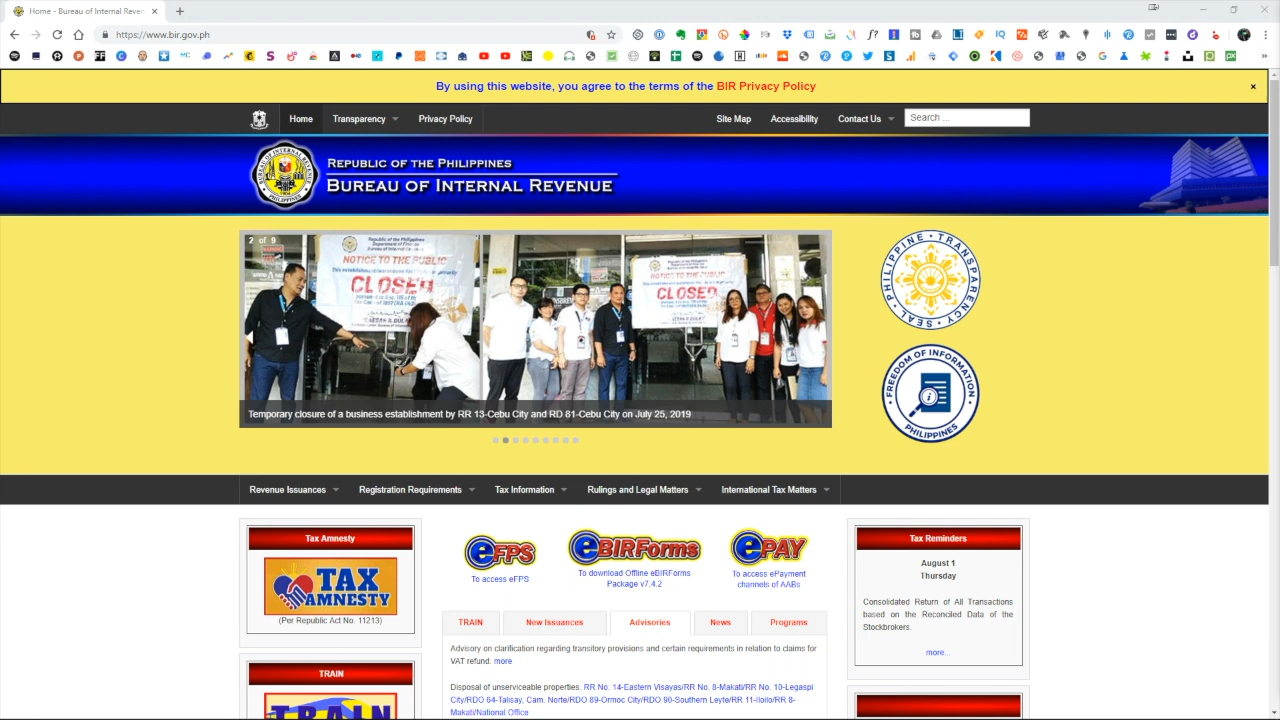 Home - Bureau of Internal Reven
https://www.bir.gov.ph
By using this website, you agree to the terms of the BIR Privacy Policy
Home
Transparency
Privacy Policy
Site Map
Accessibility
Contact Us
Search ...
REPUBLIC OF THE PHILIPPINES
BUREAU OF INTERNAL REVENUE
2 of 9
NOTICE TO THE PUBLIC
CLOSED
NOTICE TO THE PUBLIC
CLOSED
Temporary closure of a business establishment by RR 13-Cebu City and RD 81-Cebu City on July 25, 2019
PHILIPPINE • TRANSPARENCY SEAL •
FREEDOM OF INFORMATION
PHILIPPINES
Revenue Issuances
Registration Requirements
Tax Information
Rulings and Legal Matters
International Tax Matters
Tax Amnesty
TAX
AMNESTY
(Per Republic Act No. 11213)
TRAIN
TRAIN
eFPS
To access eFPS
eBIRForms
To download Offline eBIRForms
Package v7.4.2
ePAY
To access ePayment
channels of AABs
TRAIN
New Issuances
Advisories
News
Programs
Advisory on clarification regarding transitory provisions and certain requirements in relation to claims for
VAT refund. more
Disposal of unserviceable properties. RR No. 14-Eastern Visayas/RR No. 8-Makati/RR No. 10-Legaspi
City/RDO 64-Talisay, Cam. Norte/RDO 89-Ormoc City/RDO 90-Southern Leyte/RR 11-Iloilo/RR 8-
Makati/National Office
Tax Reminders
August 1
Thursday
Consolidated Return of All Transactions
based on the Reconciled Data of the
Stockbrokers.
more...